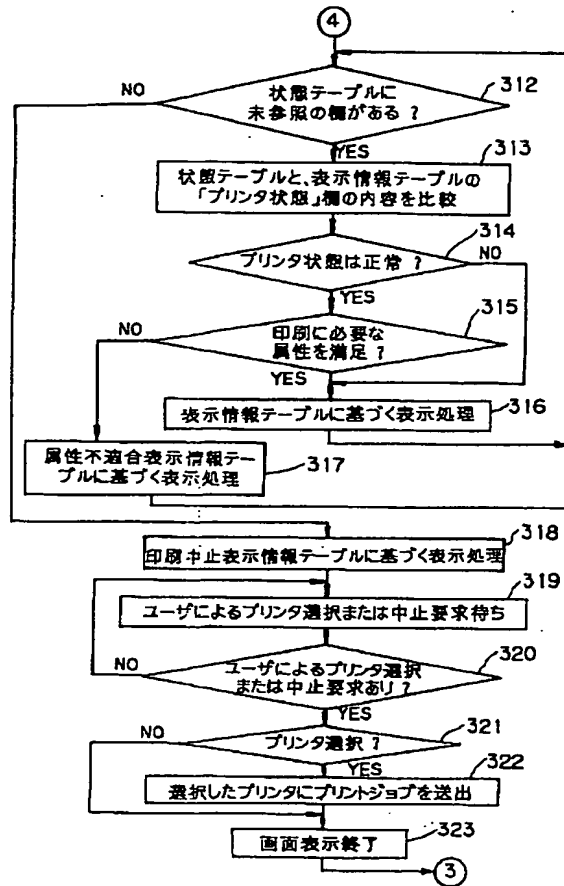 4
NO
状態テーブルに
未参照の欄がある?
312
YES
313
状態テーブルと、表示情報テーブルの
「プリンタ状態」欄の内容を比較
314
プリンタ状態は正常?
NO
YES
315
NO
印刷に必要な
属性を満足?
YES
316
表示情報テーブルに基づく表示処理
属性不適合表示情報テー
ブルに基づく表示処理
317
318
印刷中止表示情報テーブルに基づく表示処理
319
ユーザによるプリンタ選択または中止要求待ち
NO
ユーザによるプリンタ選択
または中止要求あり?
320
YES
321
NO
プリンタ選択?
YES
322
選択したプリンタにプリントジョブを送出
323
画面表示終了
3